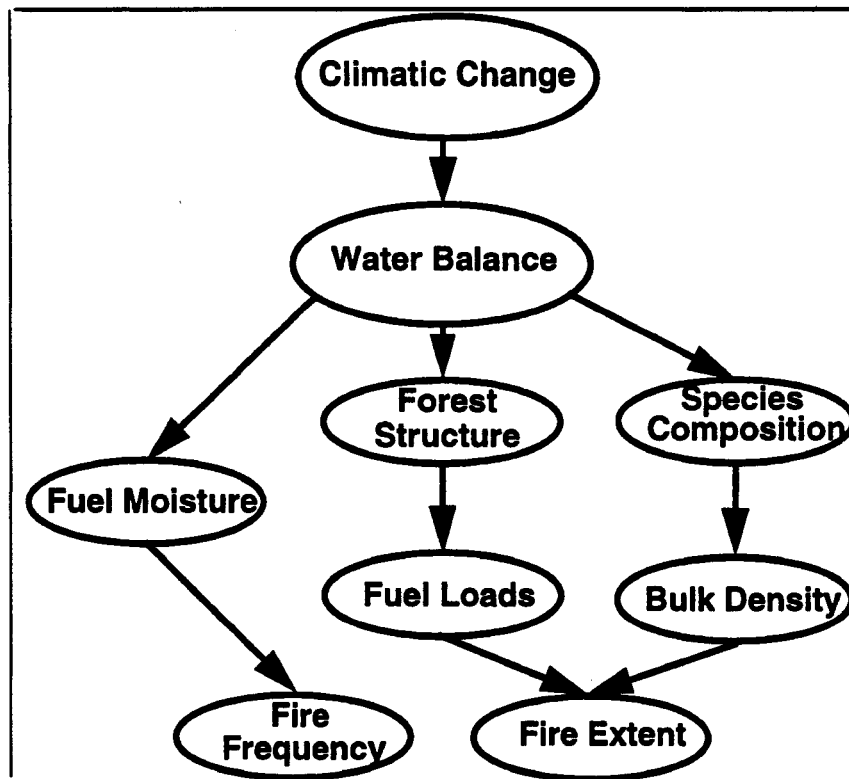 Climatic Change
Water Balance
Forest
Structure
Species
Composition
Fuel Moisture
Fuel Loads
Bulk Density
Fire
Frequency
Fire Extent